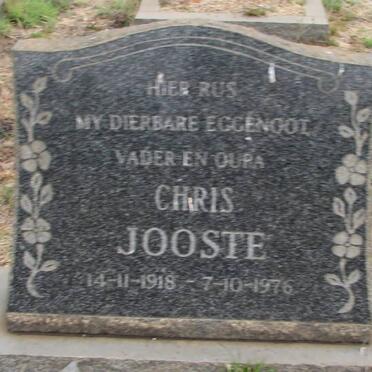 HIER RUS
MY DIERBARE EGGENOOT
VADER EN OUPA
CHRIS
JOOSTE
14-11-1918 - 7-10-1976